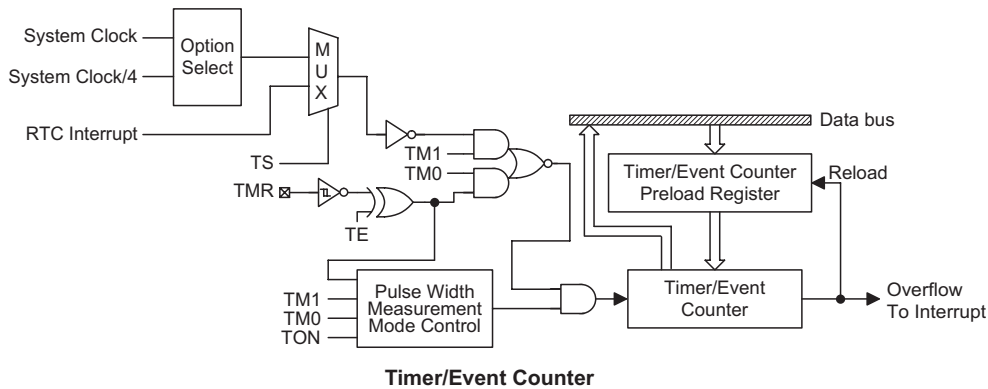 System Clock
System Clock/4
Option
Select
M
U
X
RTC Interrupt
TS
TMR
TE
TM1
TM0
Data bus
Timer/Event Counter
Preload Register
Reload
TM1
TM0
TON
Pulse Width
Measurement
Mode Control
Timer/Event
Counter
Overflow
To Interrupt
Timer/Event Counter